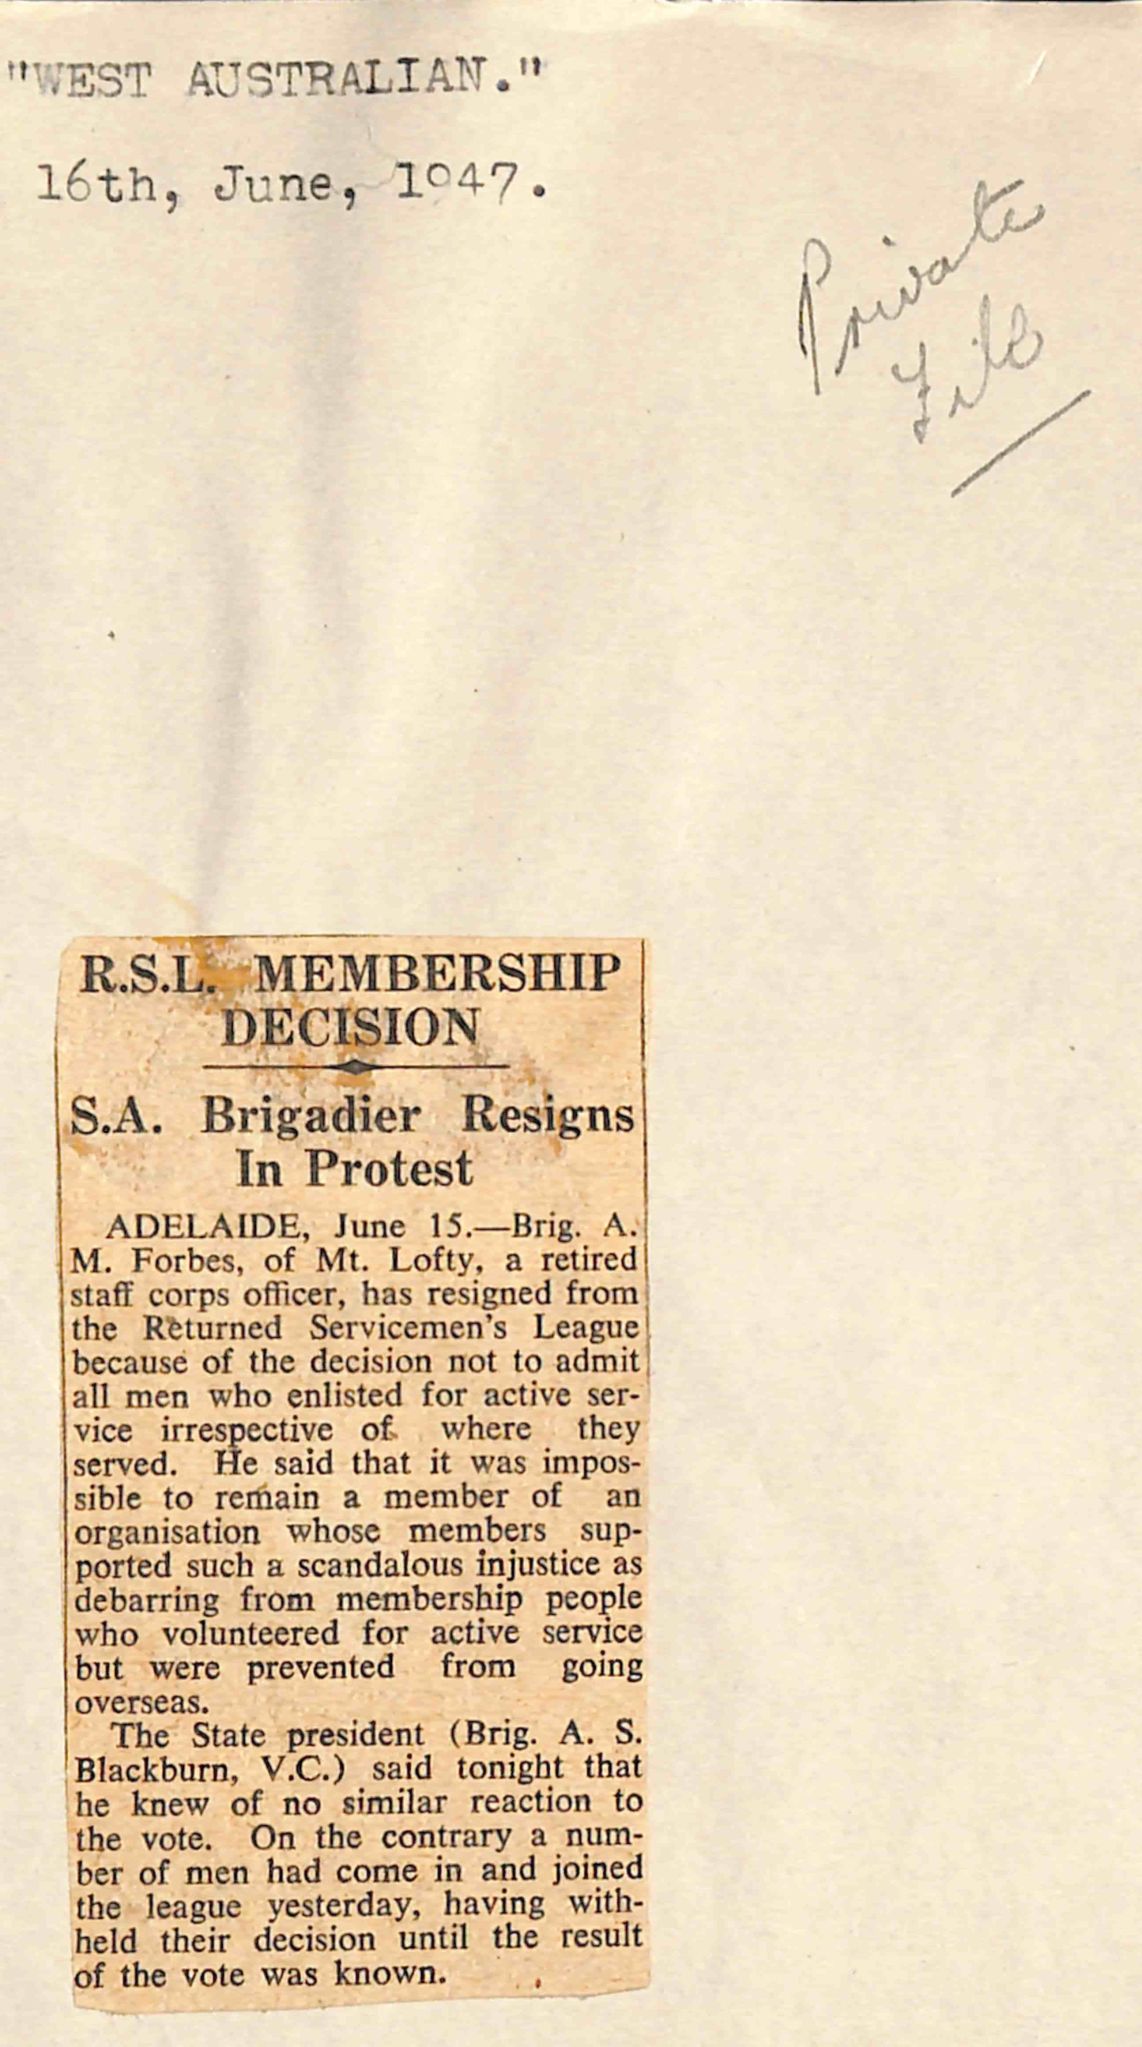 "WEST AUSTRALIAN."
16th, June, 1947.
Private
File
R.S.L. MEMBERSHIP
DECISION
S.A. Brigadier Resigns
In Protest
ADELAIDE, June 15.—Brig. A.
M. Forbes, of Mt. Lofty, a retired
staff corps officer, has resigned from
the Returned Servicemen's League
because of the decision not to admit
all men who enlisted for active ser-
vice irrespective of where they
served. He said that it was impos-
sible to remain a member of an
organisation whose members sup-
ported such a scandalous injustice as
debarring from membership people
who volunteered for active service
but were prevented from going
overseas.
The State president (Brig. A. S.
Blackburn, V.C.) said tonight that
he knew of no similar reaction to
the vote. On the contrary a num-
ber of men had come in and joined
the league yesterday, having with-
held their decision until the result
of the vote was known.